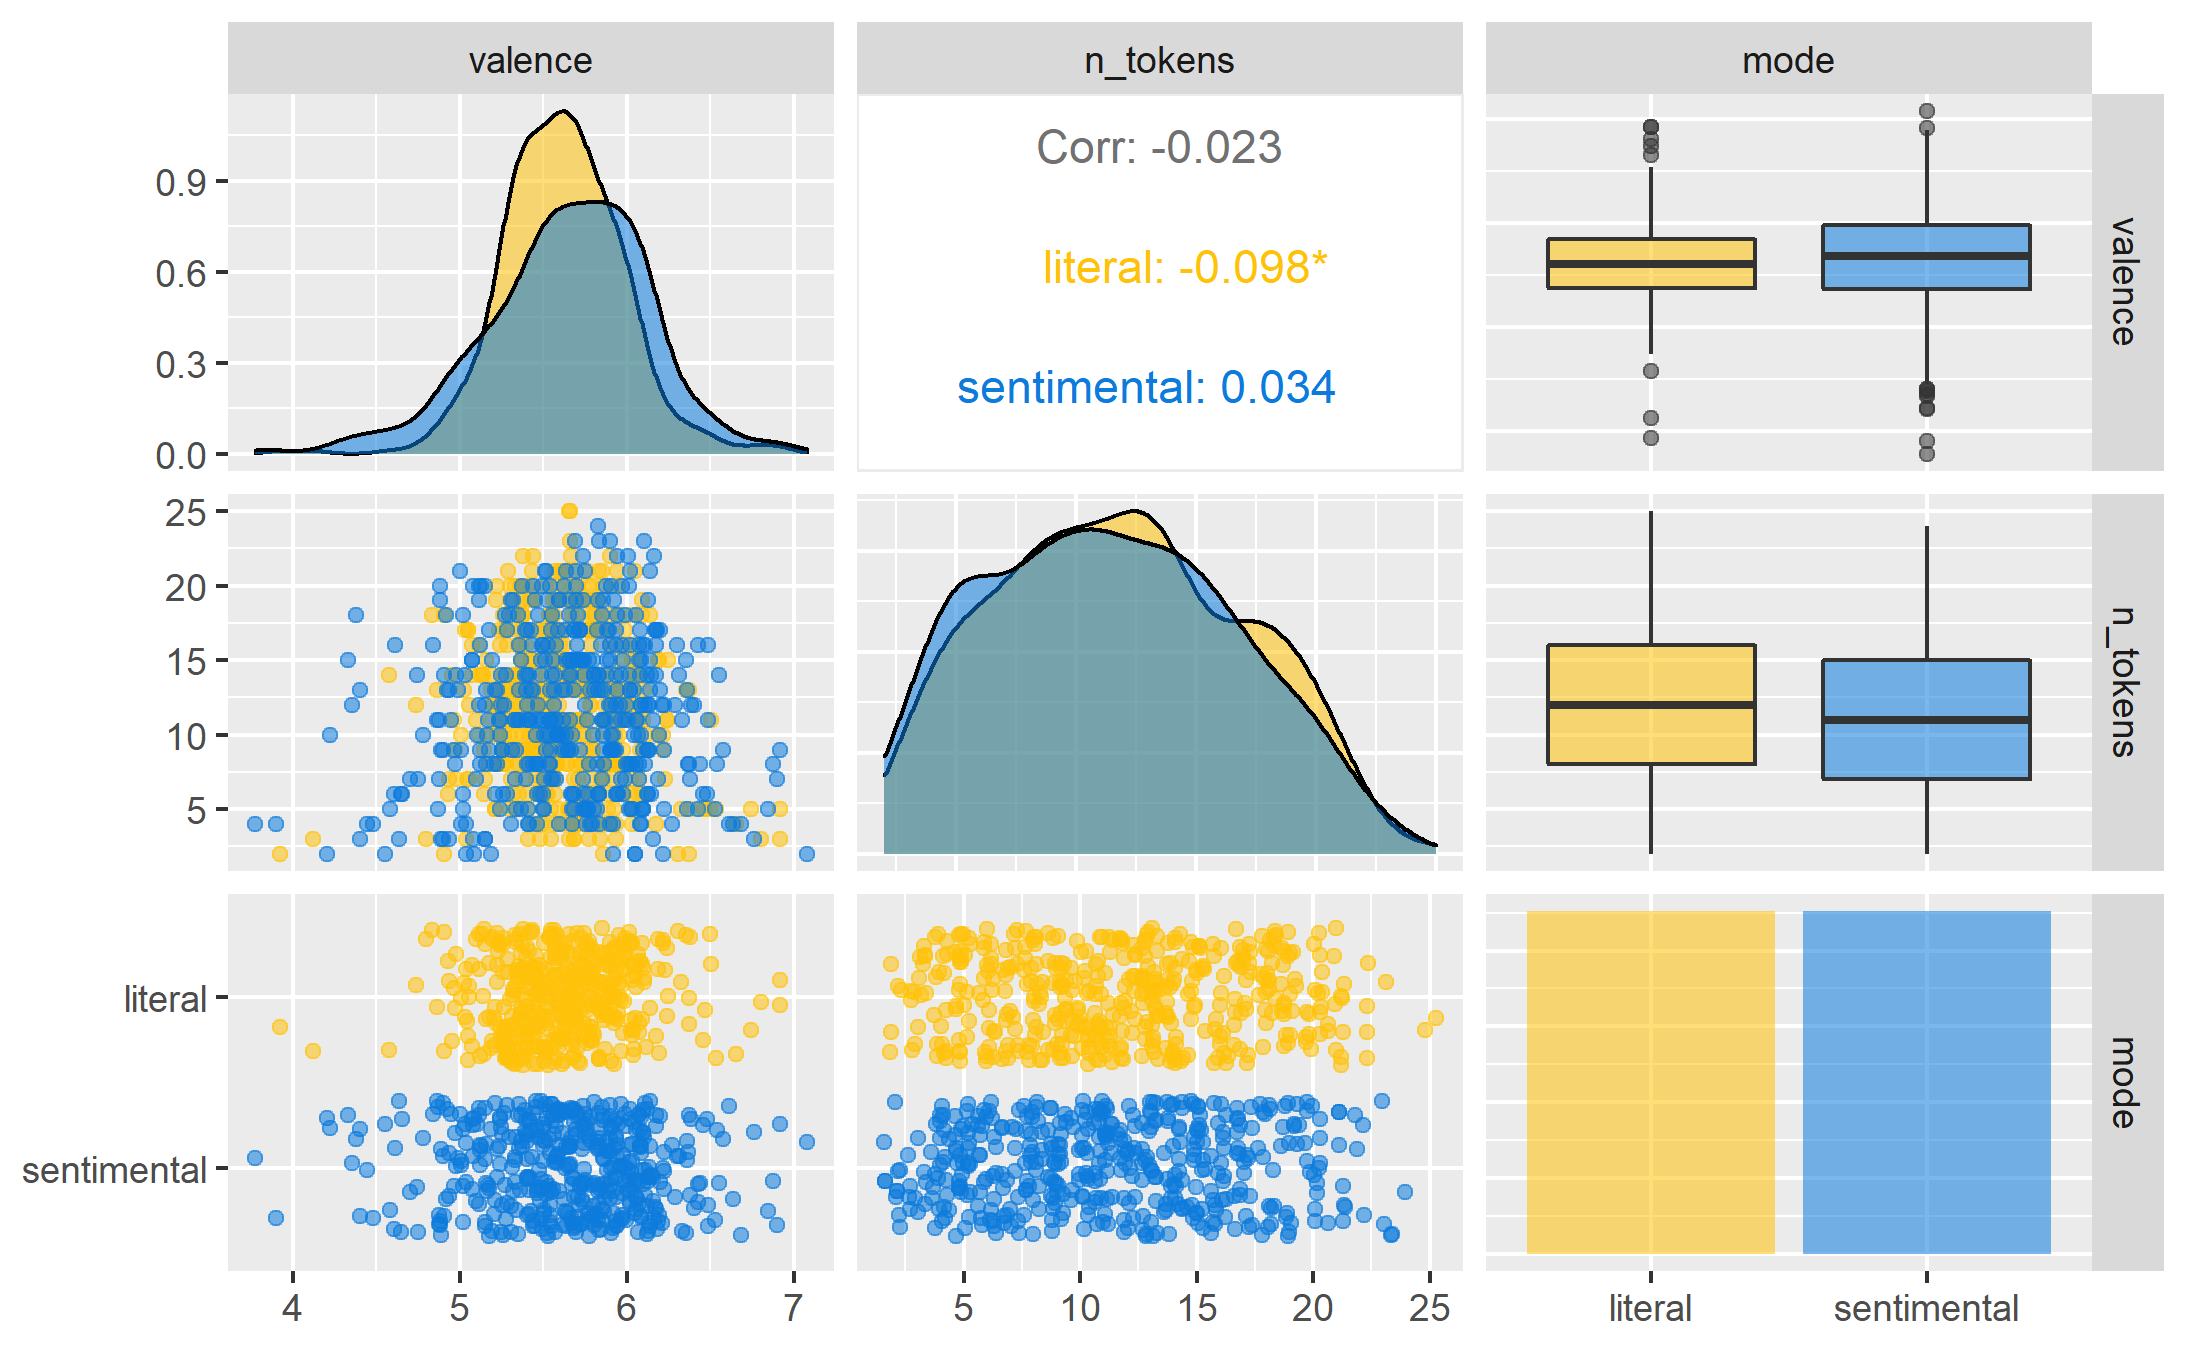 valence n_tokens mode
0.9
0.6
0.3
0.0
Corr: -0.023
literal: -0.098*
sentimental: 0.034
valence
25
20
15
10
5
n_tokens
literal
sentimental
mode
4 5 6 7
5 10 15 20 25
literal sentimental